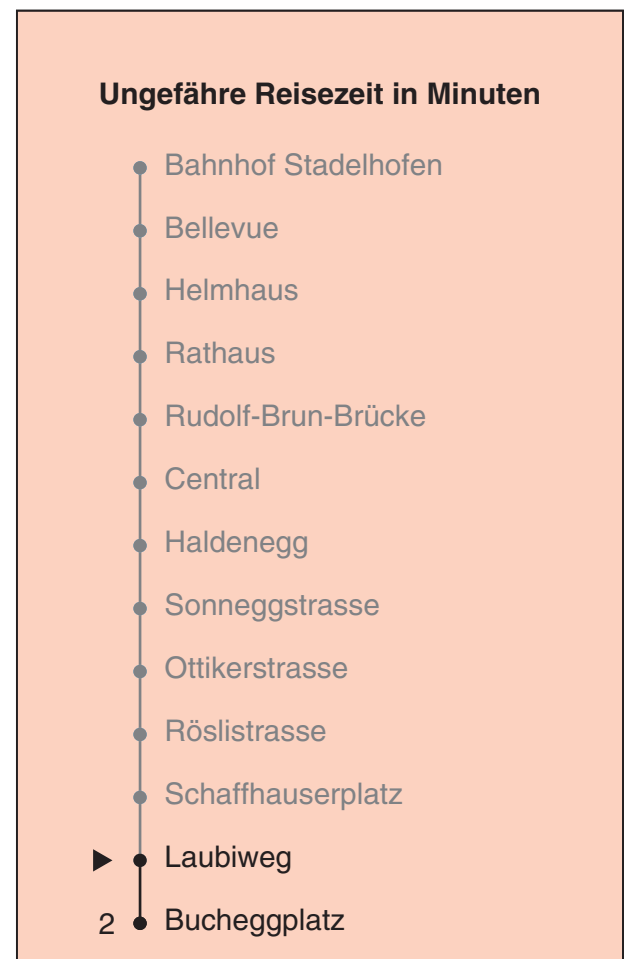 Ungefähre Reisezeit in Minuten
Bahnhof Stadelhofen
Bellevue
Helmhaus
Rathaus
Rudolf-Brun-Brücke
Central
Haldenegg
Sonneggstrasse
Ottikerstrasse
Röslistrasse
Schaffhauserplatz
Laubiweg
2 Bucheggplatz